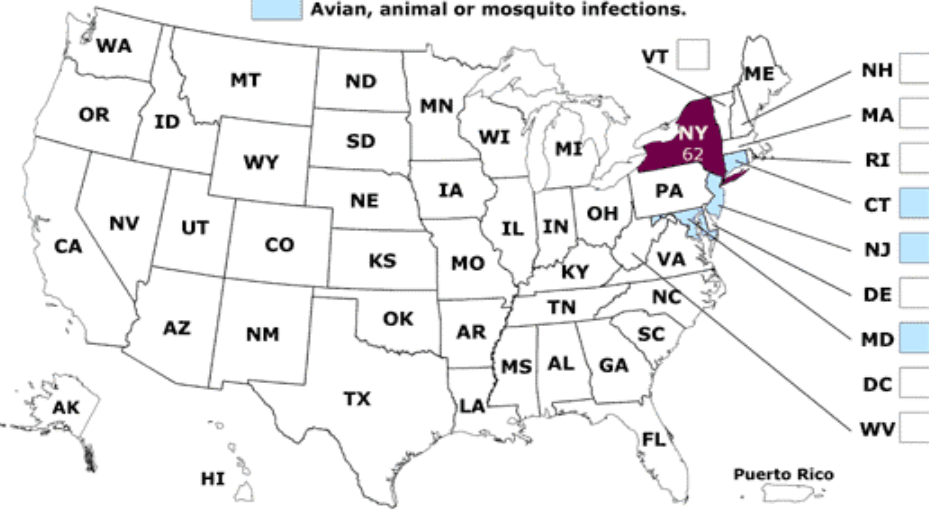 Avian, animal or mosquito infections.
WA
MT
ND
MN
VT
ME
NH
OR
ID
SD
WI
MI
NY
62
MA
WY
RI
IA
NE
PA
CT
NV
UT
CO
IL
IN
OH
NJ
CA
KS
MO
KY
VA
DE
AZ
NM
OK
AR
TN
NC
MD
SC
MS
AL
GA
DC
TX
LA
AK
WV
FL
HI
Puerto Rico